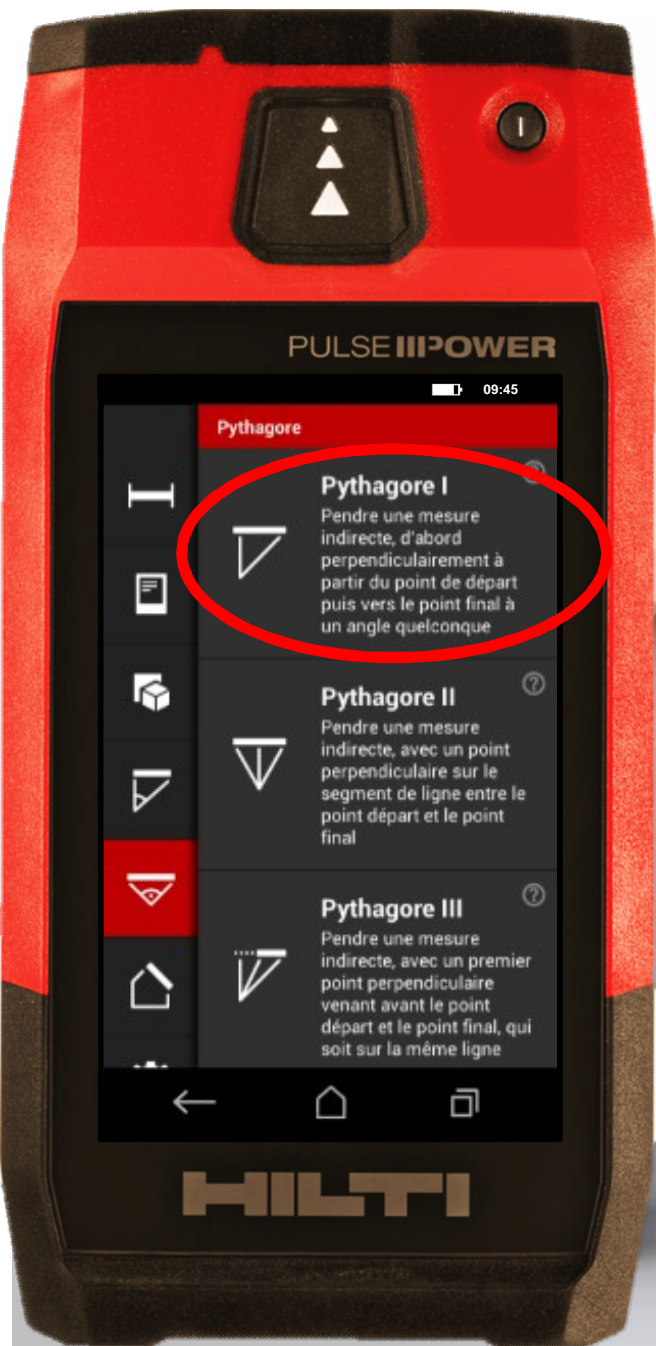 PULSE POWER
09:45
Pythagore
Pythagore I
Pendre une mesure
indirecte, d'abord
perpendiculairement à
partir du point de départ
puis vers le point final à
un angle quelconque
Pythagore II
Pendre une mesure
indirecte, avec un point
perpendiculaire sur le
segment de ligne entre le
point départ et le point
final
Pythagore III
Pendre une mesure
indirecte, avec un premier
point perpendiculaire
venant avant le point
départ et le point final, qui
soit sur la même ligne
HILTI